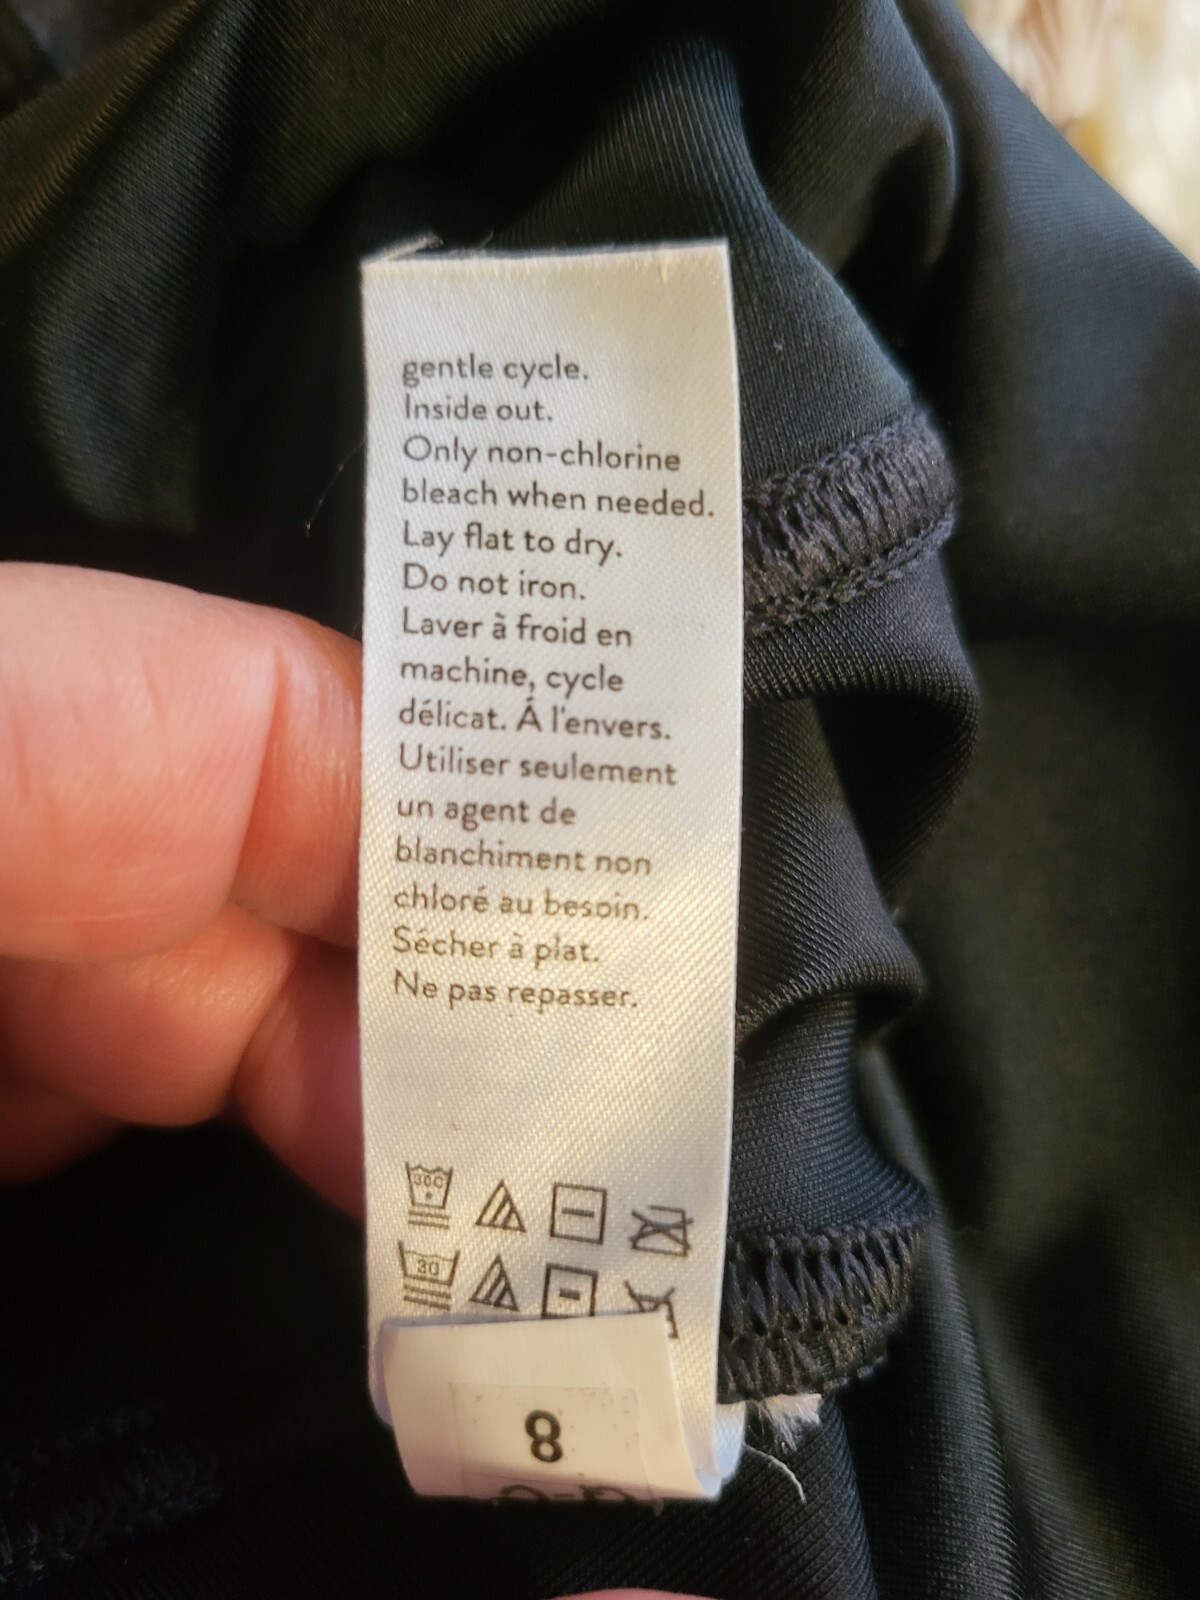 gentle cycle.
Inside out.
Only non-chlorine
bleach when needed.
Lay flat to dry.
Do not iron.
Laver à froid en
machine, cycle
délicat. Á l'envers.
Utiliser seulement
un agent de
blanchiment non
chloré au besoin.
Sécher à plat.
Ne pas repasser.
30C
30
8